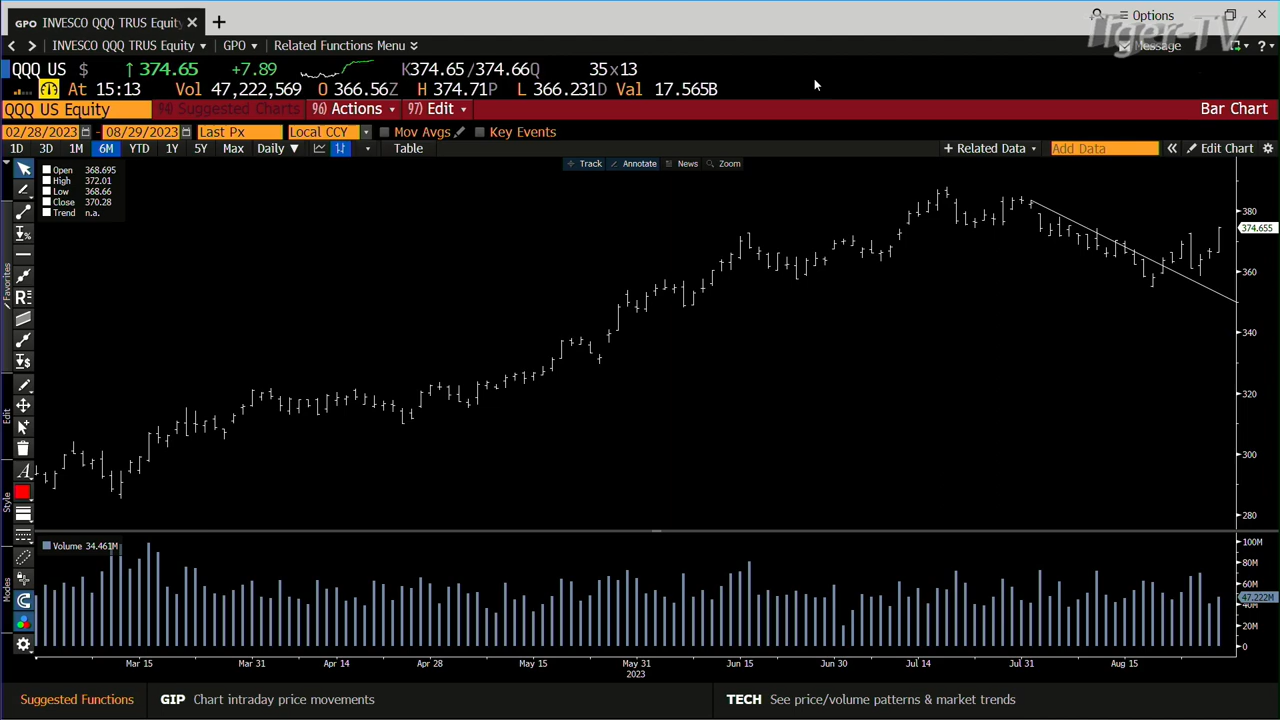 GPO INVESCO QQQ TRUS Equity
Options
Tiger-TV
INVESCO QQQ TRUS Equity GPO Related Functions Menu
Message ?
QQQ US $ ↑ 374.65 +7.89 K374.65/374.66Q 35x13
At 15:13 Vol 47,222,569 O 366.56Z H 374.71P L 366.231D Val 17.565B
QQQ US Equity 94) Suggested Charts 96) Actions 97) Edit Bar Chart
02/28/2023 - 08/29/2023 Last Px Local CCY Mov Avgs Key Events
1D 3D 1M 6M YTD 1Y 5Y Max Daily ▼ Table + Related Data Add Data « Edit Chart
Track Annotate News Zoom
Open 368.695
High 372.01
Low 368.66
Close 370.28
Trend n.a.
Favorites
Edit
Style
Modes
380
374.655
360
340
320
300
280
Volume 34.461M
100M
80M
60M
47.222M
40M
20M
0
Mar 15 Mar 31 Apr 14 Apr 28 May 15 May 31 Jun 15 Jun 30 Jul 14 Jul 31 Aug 15
2023
Suggested Functions GIP Chart intraday price movements TECH See price/volume patterns & market trends